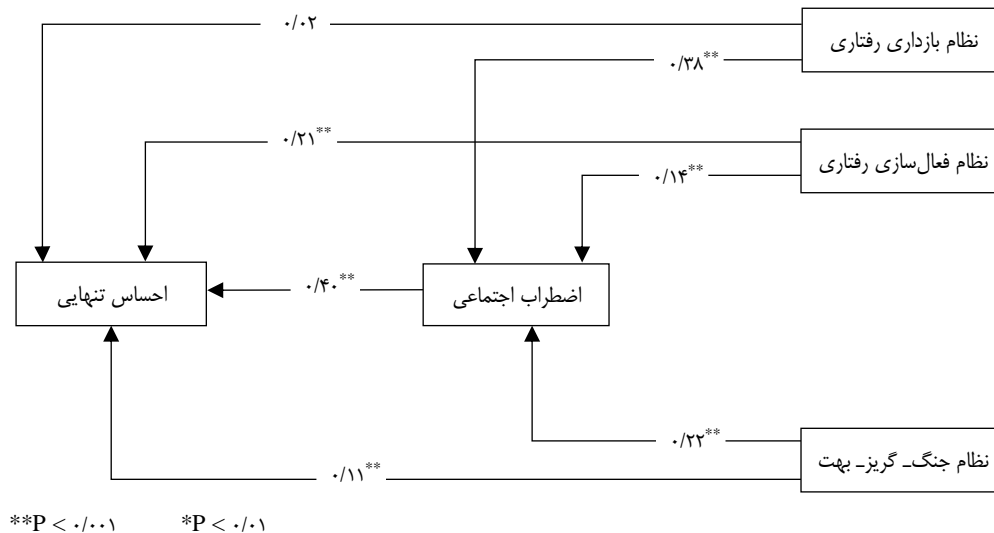 نظام بازداری رفتاری
۰/۰۲
۰/۳۸**
نظام فعال‌سازی رفتاری
۰/۲۱**
۰/۱۴**
اضطراب اجتماعی
۰/۴۰**
احساس تنهایی
نظام جنگ‌ـ گریزـ بهت
۰/۲۲**
۰/۱۱**
**P < ۰/۰۰۱ *P < ۰/۰۱